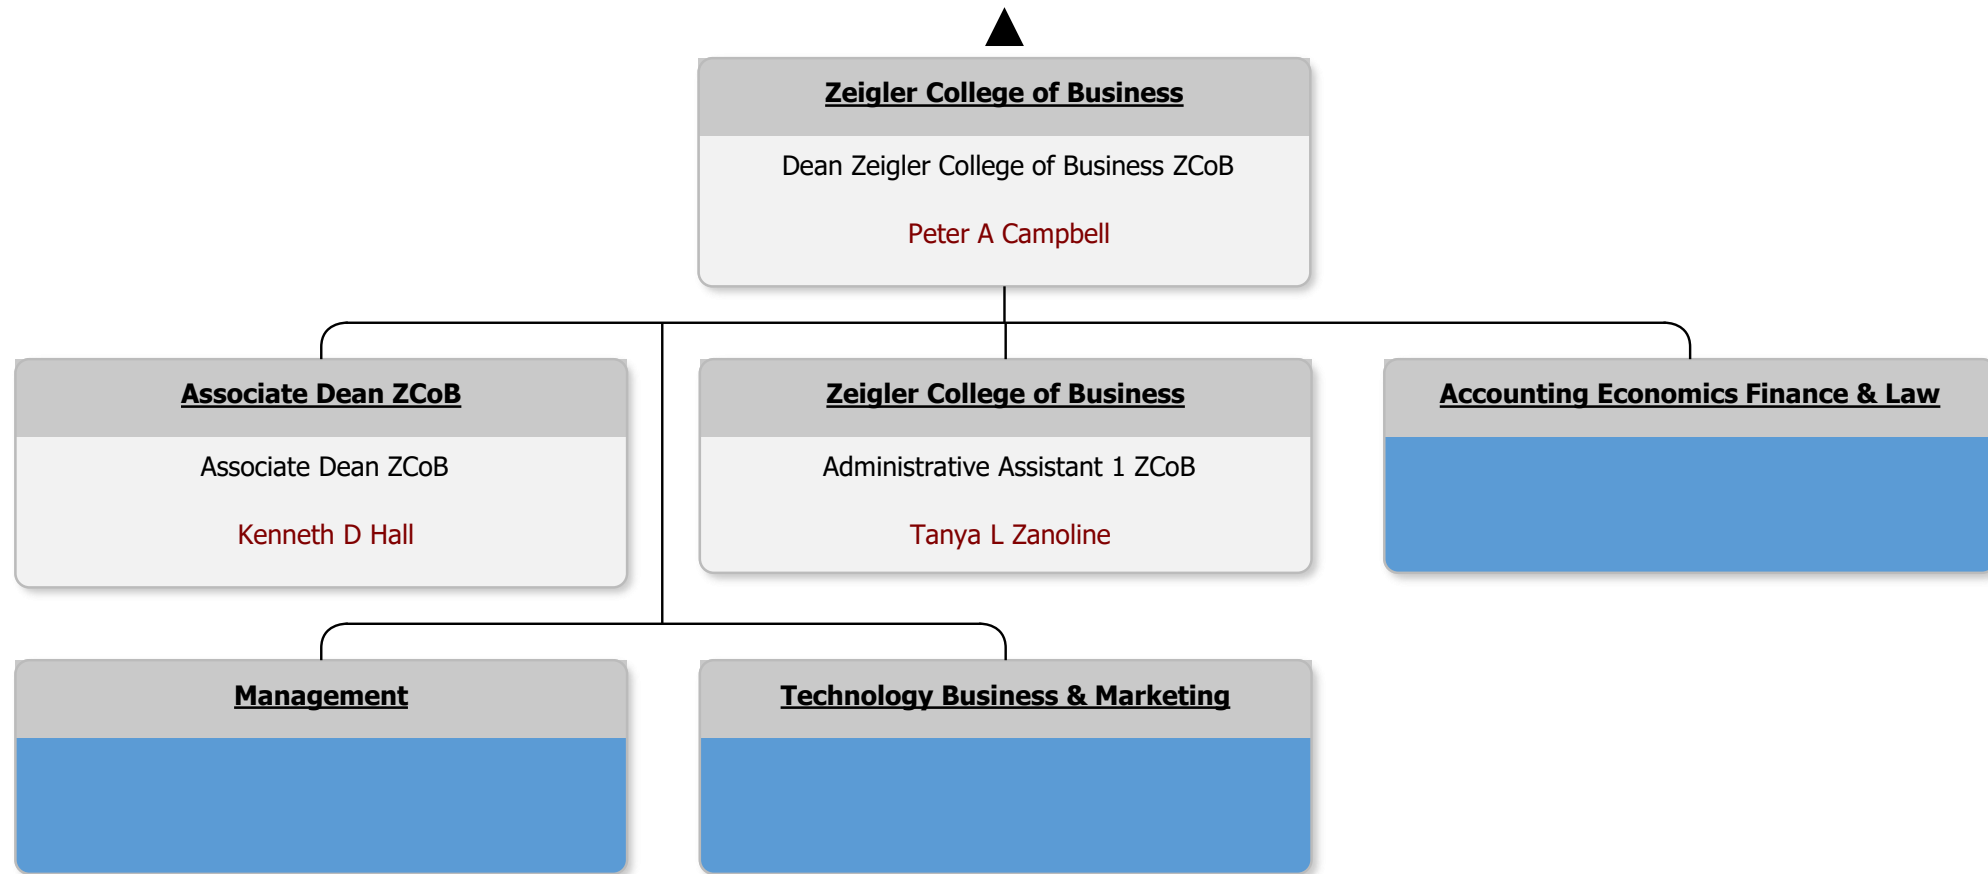 Zeigler College of Business
Dean Zeigler College of Business ZCoB
Peter A Campbell
Associate Dean ZCoB
Associate Dean ZCoB
Kenneth D Hall
Zeigler College of Business
Administrative Assistant 1 ZCoB
Tanya L Zanoline
Accounting Economics Finance & Law
Management
Technology Business & Marketing